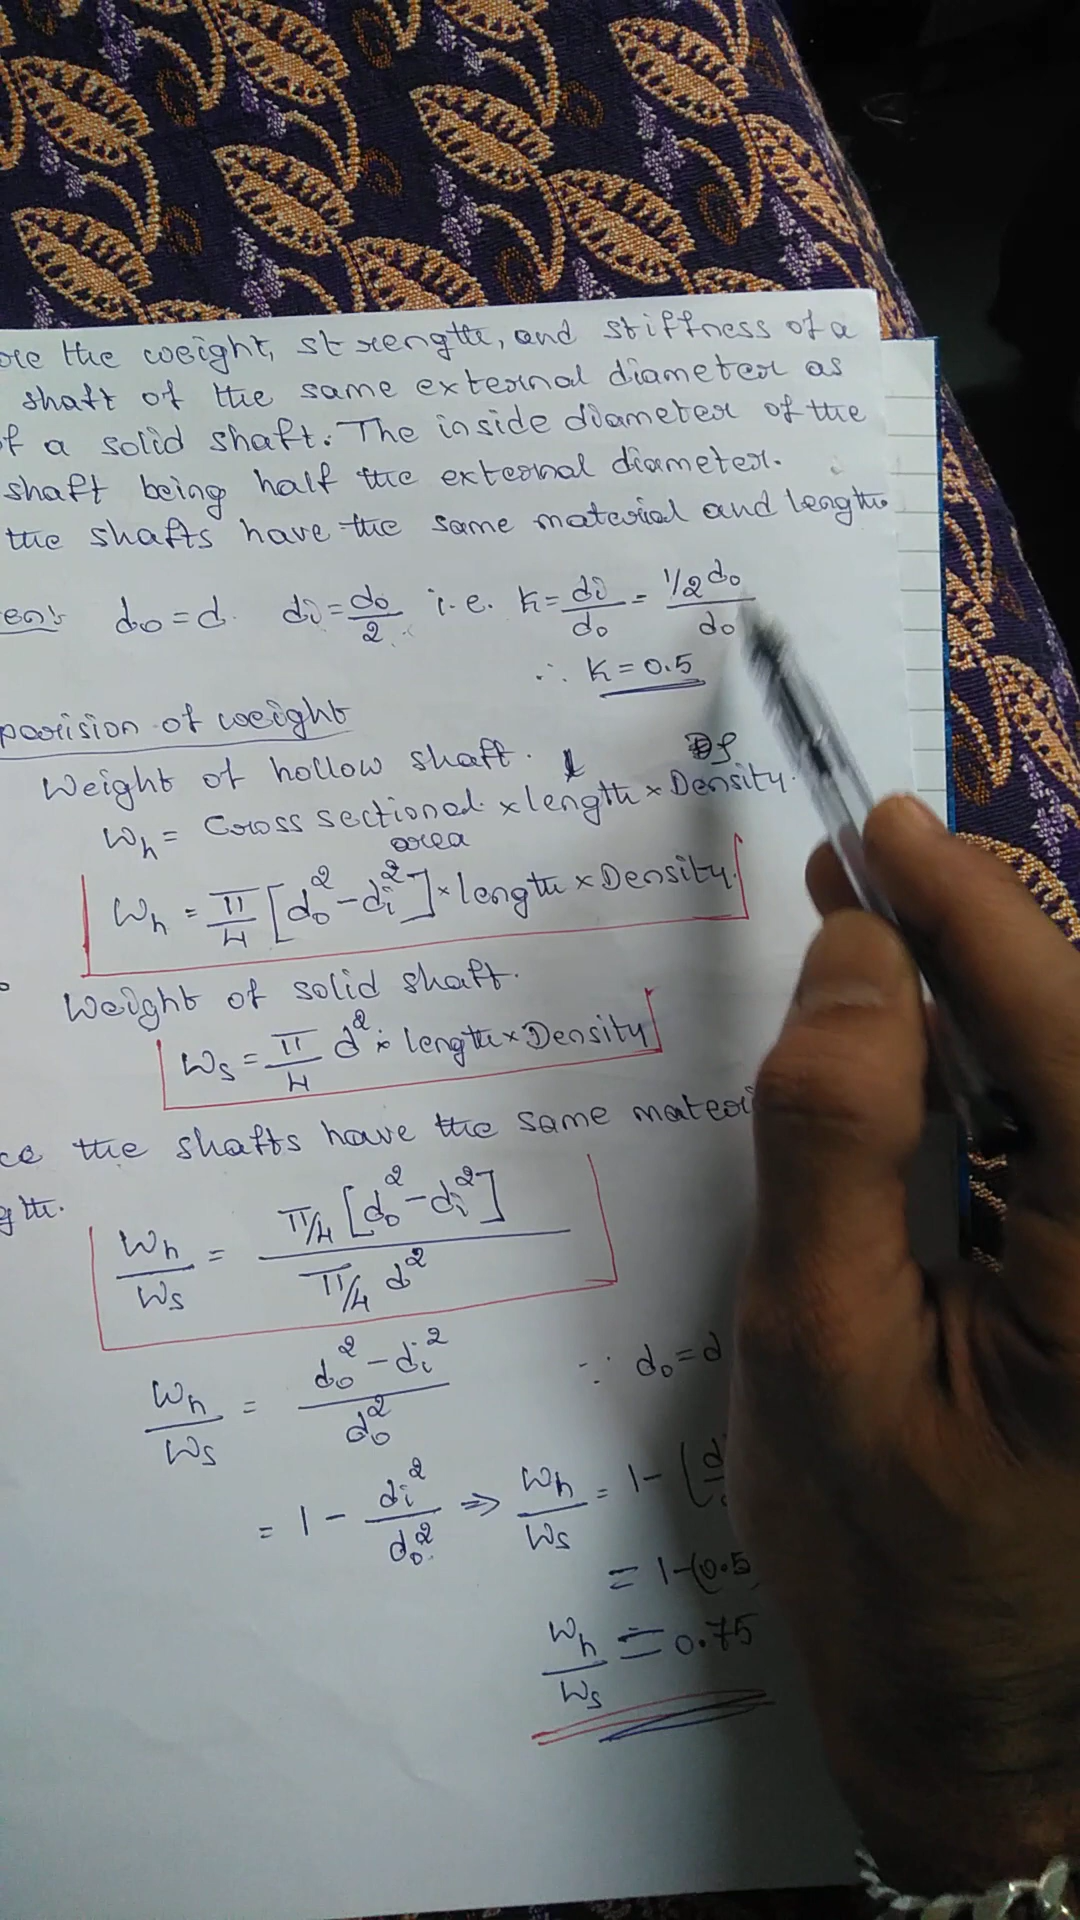 the weight, strength, and stiffness of a
shaft of the same external diameter as
of a solid shaft. The inside diameter of the
shaft being half the external diameter.
the shafts have the same material and length
do = d. di = do/2 i.e. K = di/do = 1/2 do/do
∴ K = 0.5
of weight
Weight of hollow shaft.
Wh = Cross sectional area × length × Density.
Wh = π/4 [do² - di²] × length × Density.
Weight of solid shaft.
Ws = π/4 d² × length × Density
the shafts have the same
Wh/Ws = π/4 [do² - di²] / π/4 d²
Wh/Ws = do² - di² / do² ∵ do = d
= 1 - di²/do² ⇒ Wh/Ws = 1 - (
= 1-(0.5
Wh/Ws = 0.75